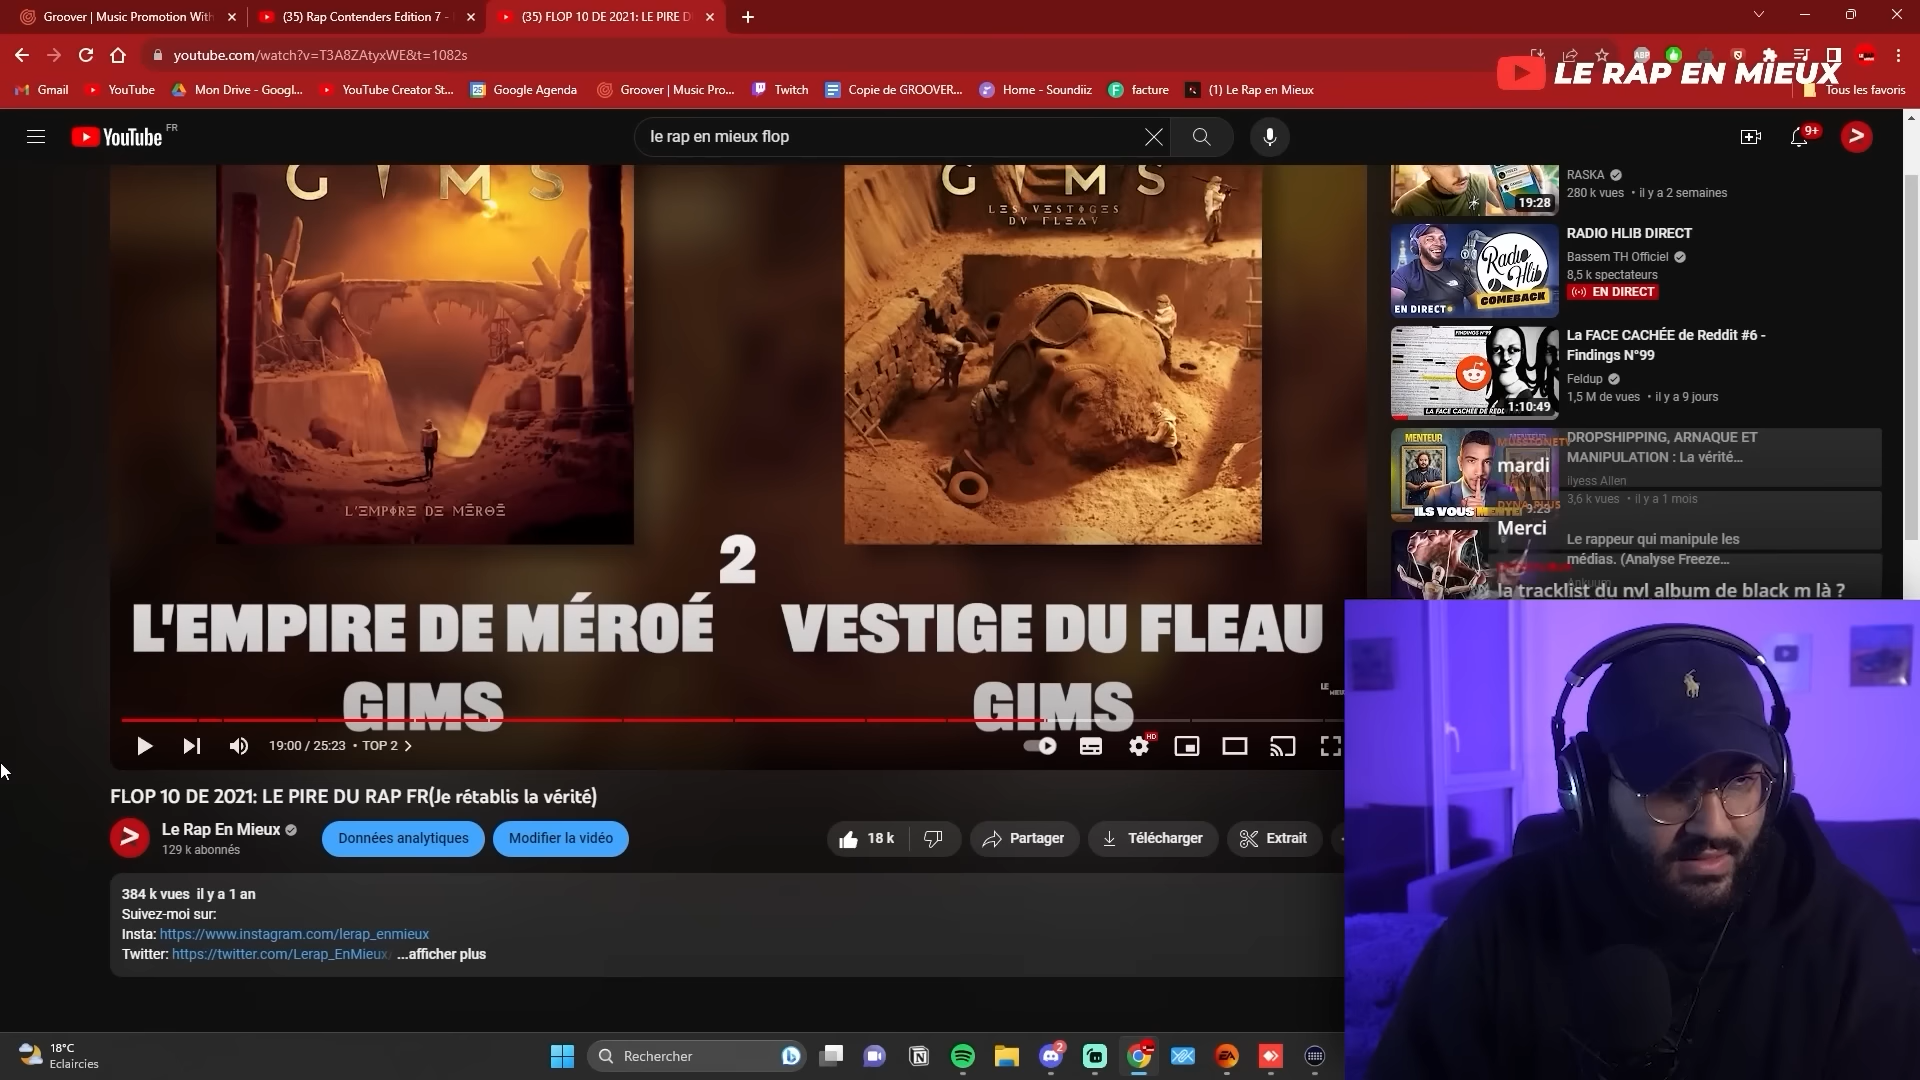 Groover | Music Promotion With
(35) Rap Contenders Edition 7 -
(35) FLOP 10 DE 2021: LE PIRE D
youtube.com/watch?v=T3A8ZAtyxWE&t=1082s
LE RAP EN MIEUX
Gmail
YouTube
Mon Drive - Googl...
YouTube Creator St...
Google Agenda
Groover | Music Pro...
Twitch
Copie de GROOVER...
Home - Soundiiz
facture
(1) Le Rap en Mieux
Tous les favoris
YouTube FR
le rap en mieux flop
9+
GIMS
L'EMPIRE DE MÉROÉ
GIMS
LES VESTIGES
DU FLEAU
2
L'EMPIRE DE MÉROÉ
GIMS
VESTIGE DU FLEAU
GIMS
19:00 / 25:23 • TOP 2
HD
FLOP 10 DE 2021: LE PIRE DU RAP FR(Je rétablis la vérité)
Le Rap En Mieux
129 k abonnés
Données analytiques
Modifier la vidéo
18 k
Partager
Télécharger
Extrait
384 k vues il y a 1 an
Suivez-moi sur:
Insta: https://www.instagram.com/lerap_enmieux
Twitter: https://twitter.com/Lerap_EnMieux ...afficher plus
19:28
RASKA
280 k vues • il y a 2 semaines
Radio Hlib
COMEBACK
EN DIRECT
RADIO HLIB DIRECT
Bassem TH Officiel
8,5 k spectateurs
EN DIRECT
LA FACE CACHÉE DE
1:10:49
La FACE CACHÉE de Reddit #6 -
Findings N°99
Feldup
1,5 M de vues • il y a 9 jours
MENTEUR
ILS VOUS MENTENT
9:23
DROPSHIPPING, ARNAQUE ET
MANIPULATION : La vérité...
ilyess Allen
3,6 k vues • il y a 1 mois
mardi
Merci
Le rappeur qui manipule les
médias. (Analyse Freeze...
la tracklist du nvl album de black m là ?
18°C
Eclaircies
Rechercher
2